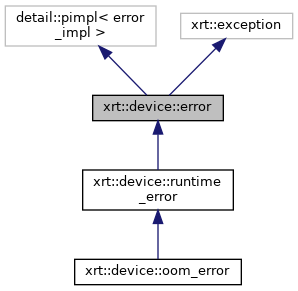 detail::pimpl< error
_impl >
xrt::exception
xrt::device::error
xrt::device::runtime
_error
xrt::device::oom_error